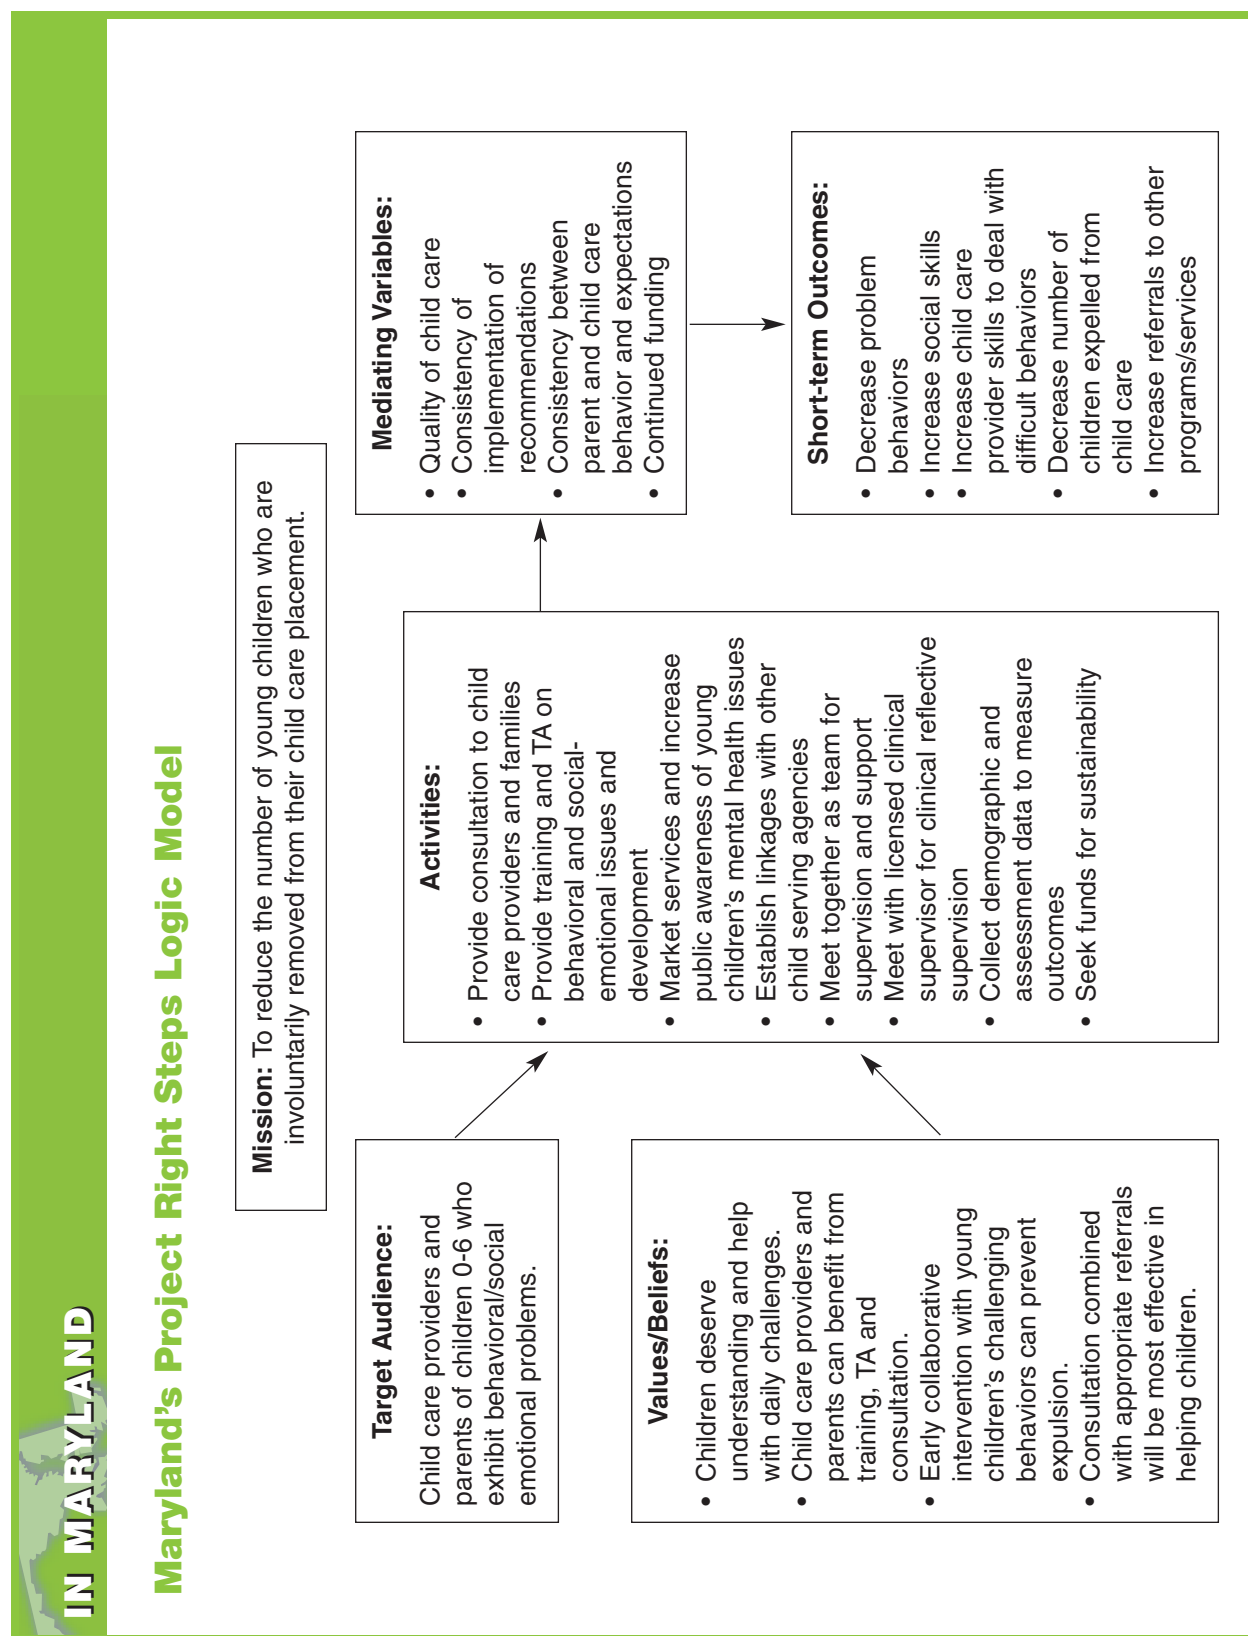 IN MARYLAND
Maryland’s Project Right Steps Logic Model
Mission: To reduce the number of young children who are
involuntarily removed from their child care placement.
Target Audience:
Child care providers and
parents of children 0-6 who
exhibit behavioral/social
emotional problems.
Values/Beliefs:
• Children deserve
understanding and help
with daily challenges.
• Child care providers and
parents can benefit from
training, TA and
consultation.
• Early collaborative
intervention with young
children’s challenging
behaviors can prevent
expulsion.
• Consultation combined
with appropriate referrals
will be most effective in
helping children.
Activities:
• Provide consultation to child
care providers and families
• Provide training and TA on
behavioral and social-
emotional issues and
development
• Market services and increase
public awareness of young
children’s mental health issues
• Establish linkages with other
child serving agencies
• Meet together as team for
supervision and support
• Meet with licensed clinical
supervisor for clinical reflective
supervision
• Collect demographic and
assessment data to measure
outcomes
• Seek funds for sustainability
Mediating Variables:
• Quality of child care
• Consistency of
implementation of
recommendations
• Consistency between
parent and child care
behavior and expectations
• Continued funding
Short-term Outcomes:
• Decrease problem
behaviors
• Increase social skills
• Increase child care
provider skills to deal with
difficult behaviors
• Decrease number of
children expelled from
child care
• Increase referrals to other
programs/services